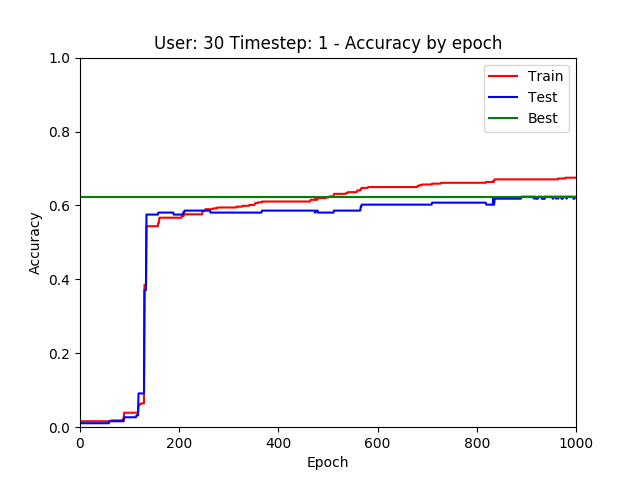 User: 30 Timestep: 1 - Accuracy by epoch
Train
Test
Best
Accuracy
1.0
0.8
0.6
0.4
0.2
0.0
0 200 400 600 800 1000
Epoch